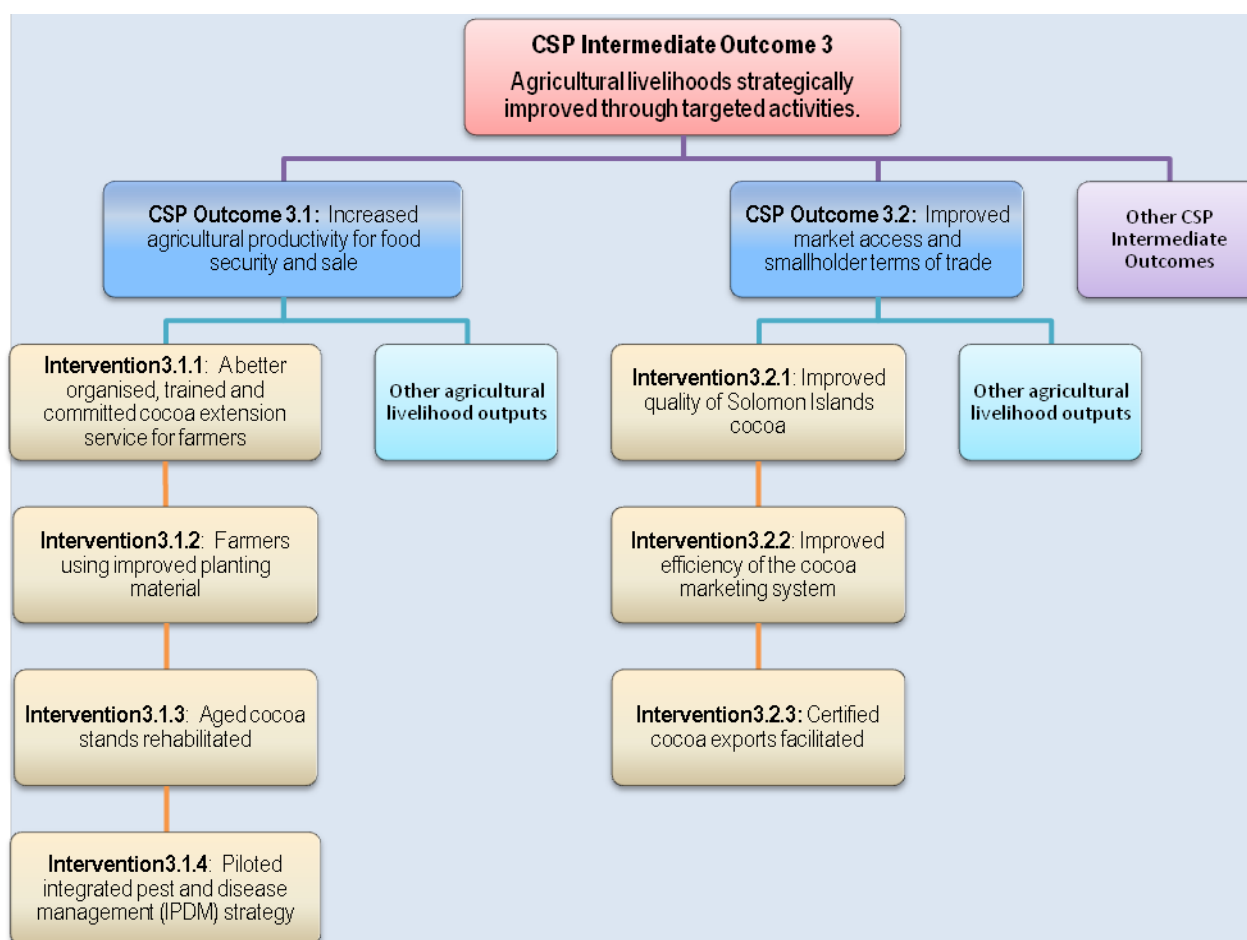 CSP Intermediate Outcome 3
Agricultural livelihoods strategically
improved through targeted activities.
CSP Outcome 3.1: Increased
agricultural productivity for food
security and sale
CSP Outcome 3.2: Improved
market access and
smallholder terms of trade
Other CSP
Intermediate
Outcomes
Intervention3.1.1: A better
organised, trained and
committed cocoa extension
service for farmers
Other agricultural
livelihood outputs
Intervention3.2.1: Improved
quality of Solomon Islands
cocoa
Other agricultural
livelihood outputs
Intervention3.1.2: Farmers
using improved planting
material
Intervention3.2.2: Improved
efficiency of the cocoa
marketing system
Intervention3.1.3: Aged cocoa
stands rehabilitated
Intervention3.2.3: Certified
cocoa exports facilitated
Intervention3.1.4: Piloted
integrated pest and disease
management (IPDM) strategy